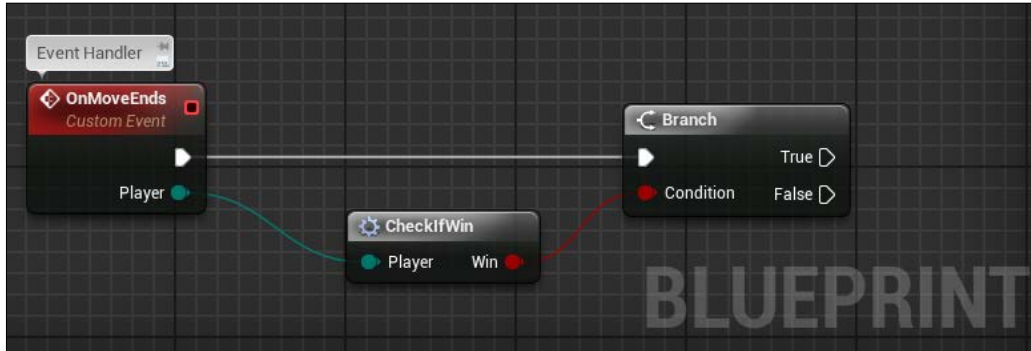 Event Handler
OnMoveEnds
Custom Event
Player
CheckIfWin
Player Win
Branch
True
Condition False
BLUEPRINT